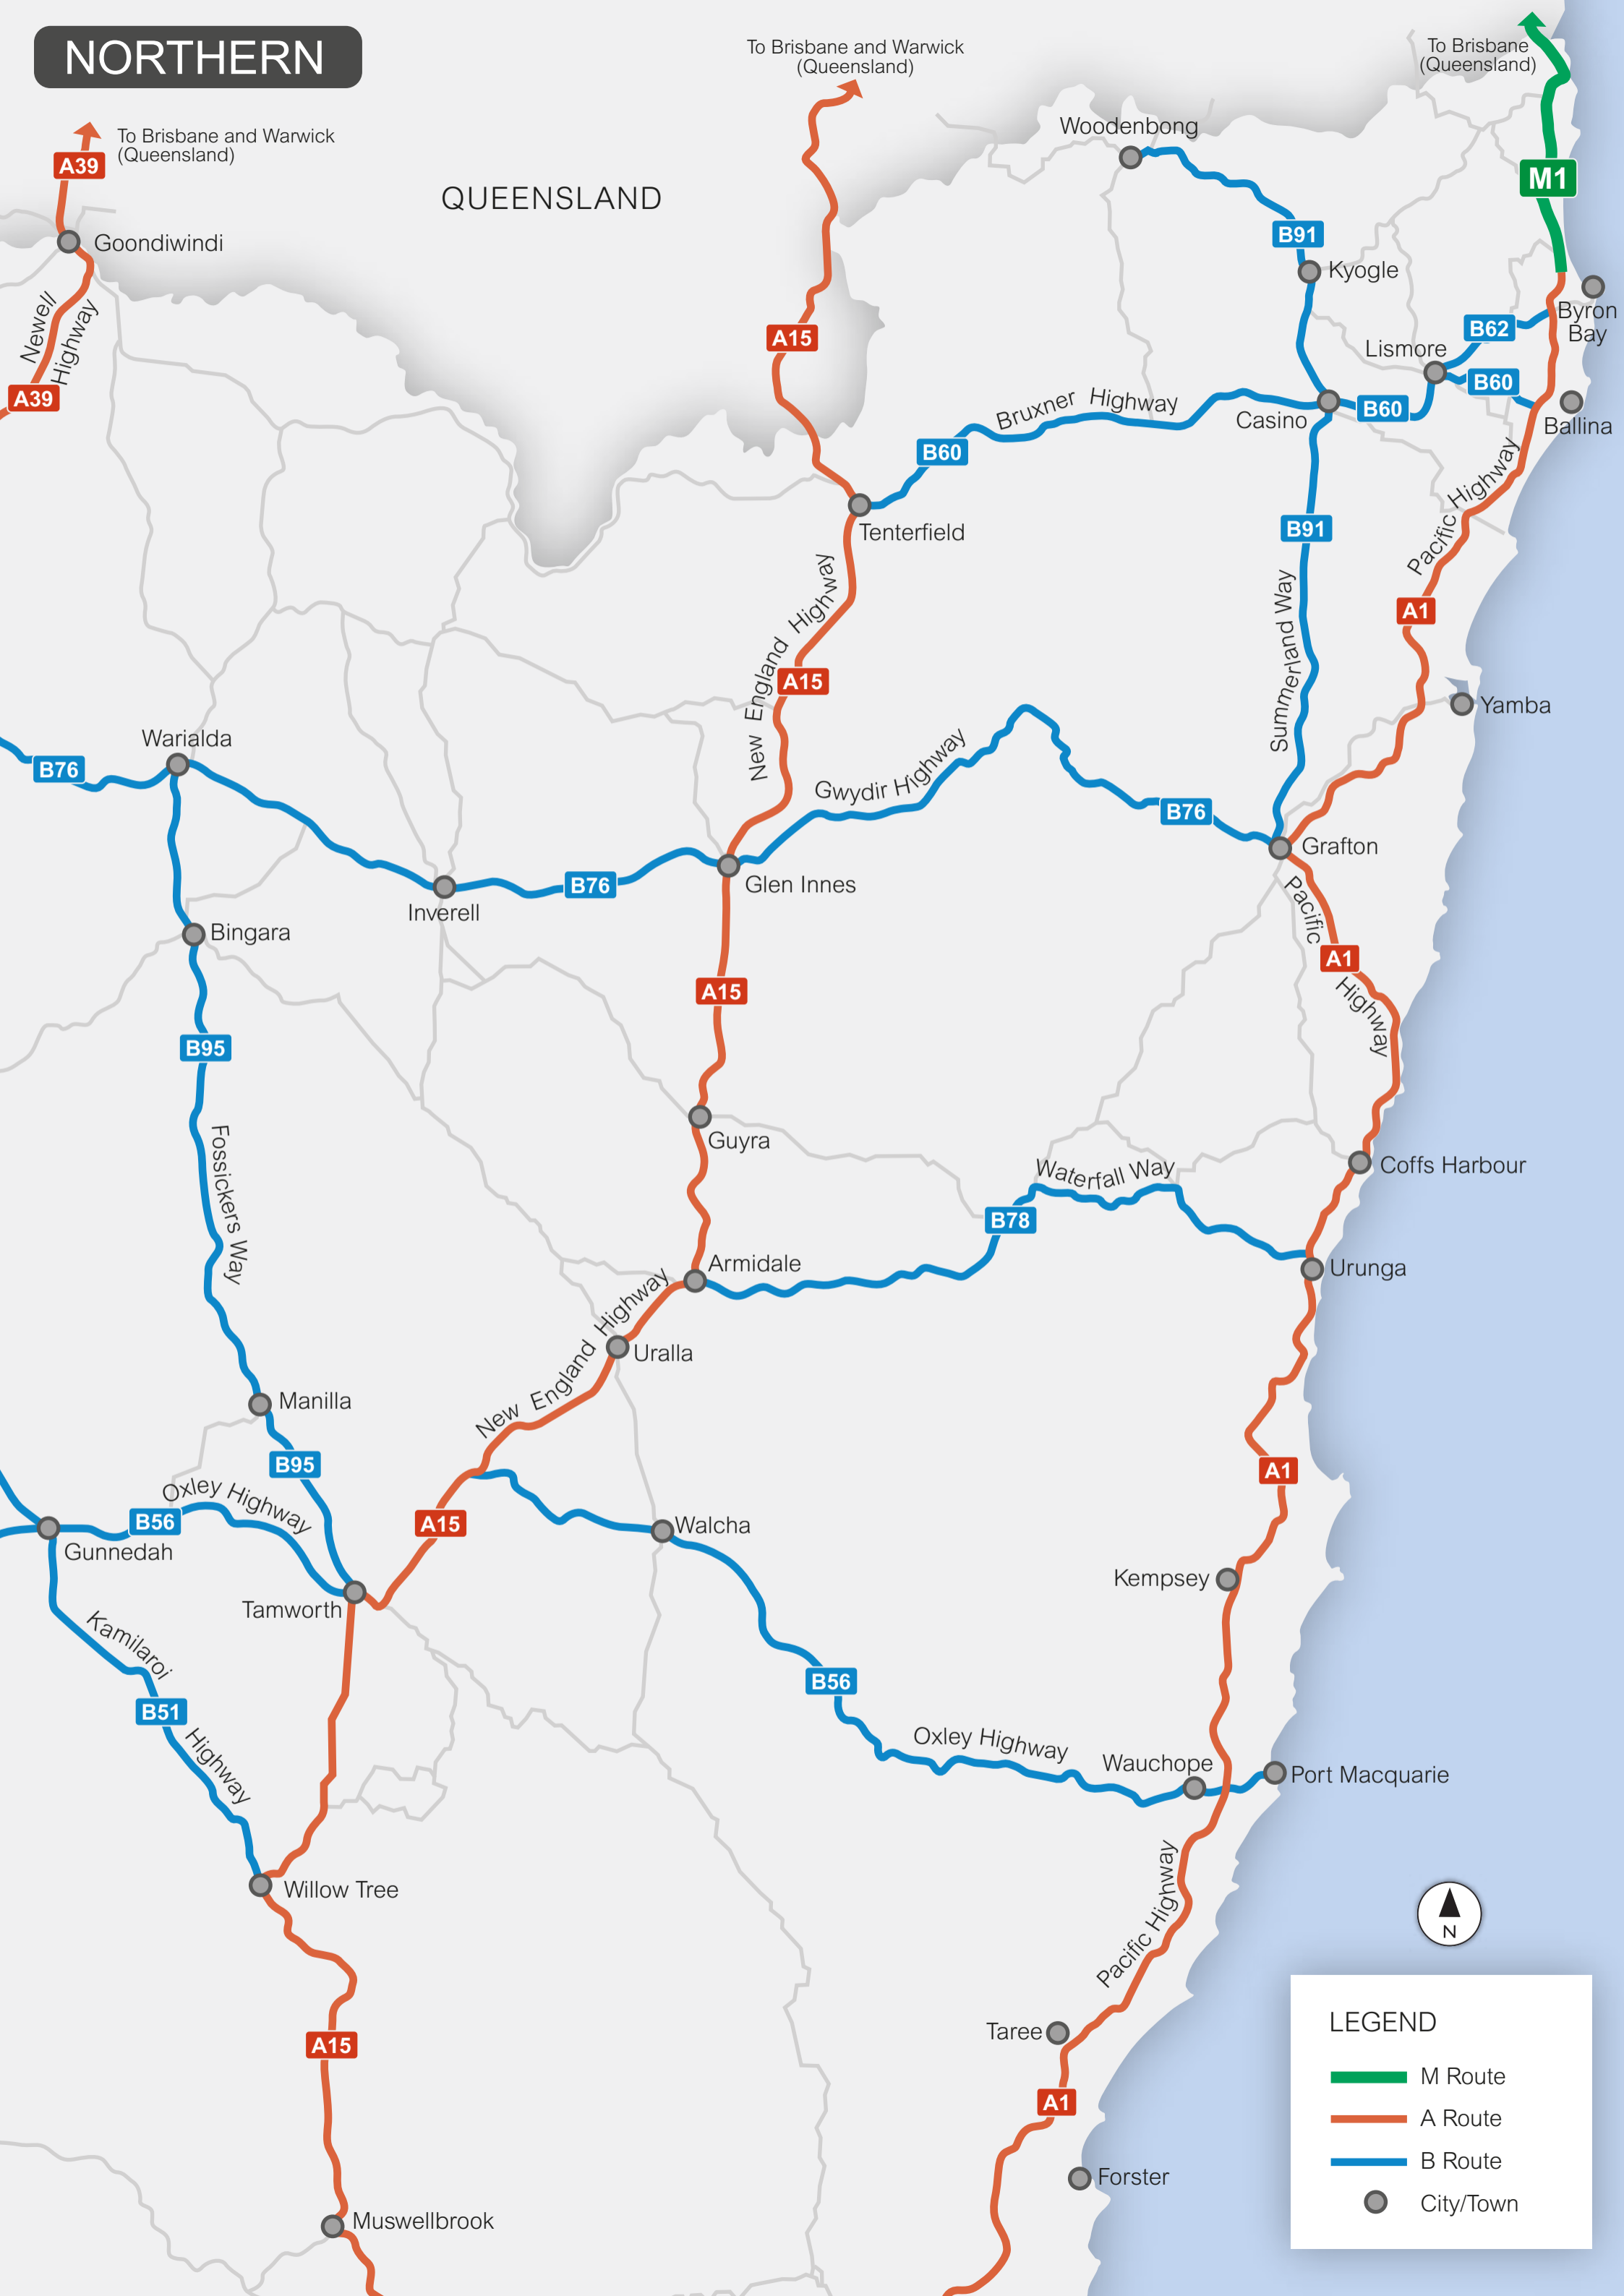 NORTHERN
To Brisbane and Warwick
(Queensland)
To Brisbane
(Queensland)
To Brisbane and Warwick
(Queensland)
A39
M1
QUEENSLAND
Woodenbong
Goondiwindi
B91
Kyogle
Newell
Highway
A39
A15
Byron
Bay
B62
Lismore
B60
B60
Casino
Ballina
Bruxner Highway
B60
Pacific Highway
Tenterfield
B91
New England Highway
Summerland Way
A1
A15
Yamba
Warialda
B76
Gwydir Highway
B76
Grafton
Glen Innes
B76
Inverell
Pacific
Highway
Bingara
A1
A15
B95
Guyra
Fossickers Way
Waterfall Way
Coffs Harbour
B78
Armidale
Urunga
New England Highway
Uralla
Manilla
B95
A1
Oxley Highway
B56
A15
Walcha
Gunnedah
Kempsey
Tamworth
Kamilaroi
Highway
B51
B56
Oxley Highway
Wauchope
Port Macquarie
Pacific Highway
Willow Tree
N
Taree
A15
A1
Forster
Muswellbrook
LEGEND
M Route
A Route
B Route
City/Town